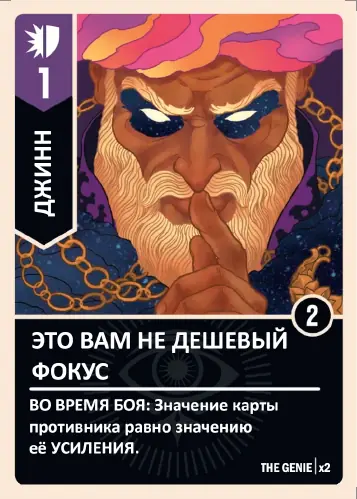 1
ДЖИНН
2
ЭТО ВАМ НЕ ДЕШЕВЫЙ
ФОКУС
ВО ВРЕМЯ БОЯ: Значение карты
противника равно значению
её УСИЛЕНИЯ.
THE GENIE | x2